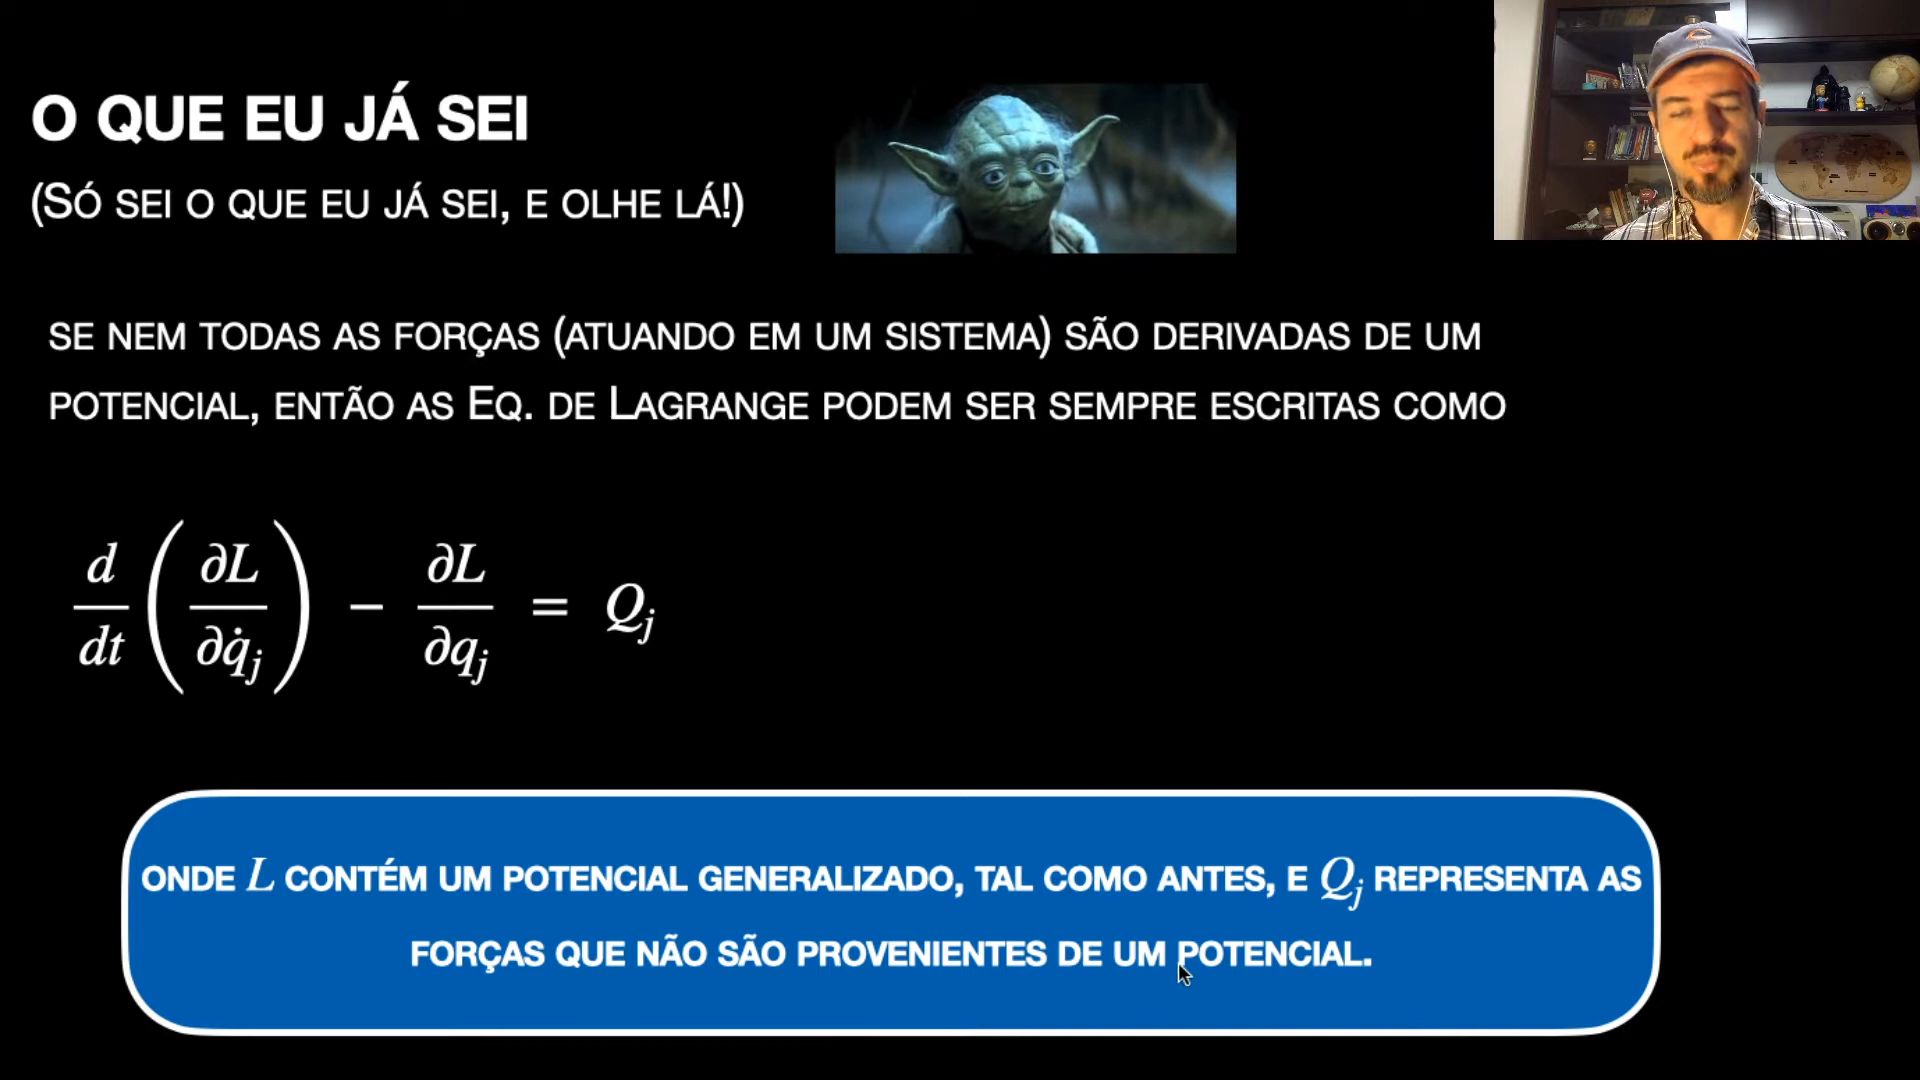 O QUE EU JÁ SEI
(SÓ SEI O QUE EU JÁ SEI, E OLHE LÁ!)
SE NEM TODAS AS FORÇAS (ATUANDO EM UM SISTEMA) SÃO DERIVADAS DE UM
POTENCIAL, ENTÃO AS EQ. DE LAGRANGE PODEM SER SEMPRE ESCRITAS COMO
d/dt (∂L/∂q̇ⱼ) − ∂L/∂qⱼ = Qⱼ
ONDE L CONTÉM UM POTENCIAL GENERALIZADO, TAL COMO ANTES, E Qⱼ REPRESENTA AS
FORÇAS QUE NÃO SÃO PROVENIENTES DE UM POTENCIAL.